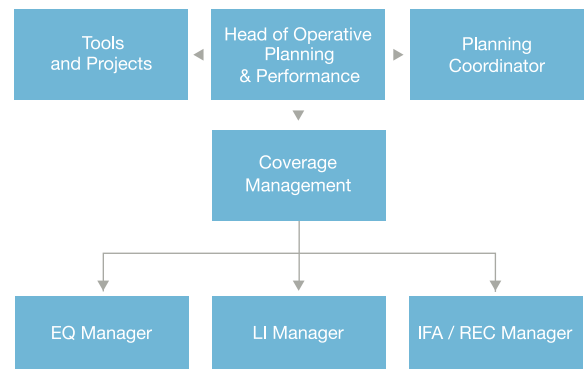 Tools
and Projects
Head of Operative
Planning
& Performance
Planning
Coordinator
Coverage
Management
EQ Manager
LI Manager
IFA / REC Manager